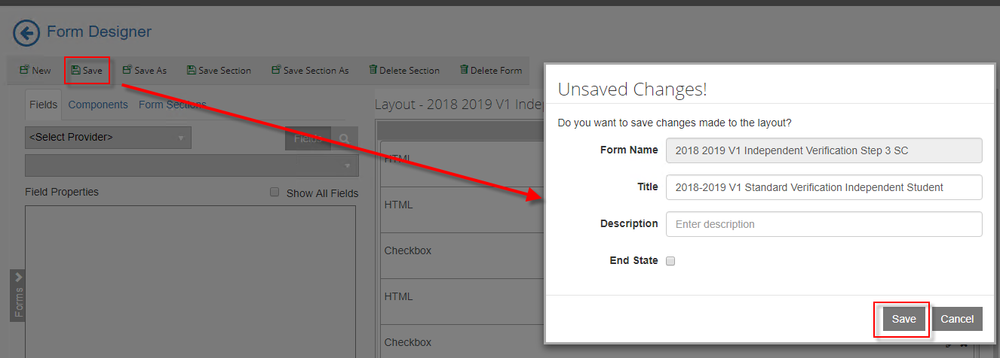 Form Designer
New Save Save As Save Section Save Section As Delete Section Delete Form
Fields Components Form Sections
<Select Provider> Fields
Field Properties Show All Fields
Forms
Layout - 2018 2019 V1 Inde
HTML
HTML
Checkbox
HTML
Checkbox
Unsaved Changes!
Do you want to save changes made to the layout?
Form Name 2018 2019 V1 Independent Verification Step 3 SC
Title 2018-2019 V1 Standard Verification Independent Student
Description Enter description
End State
Save Cancel